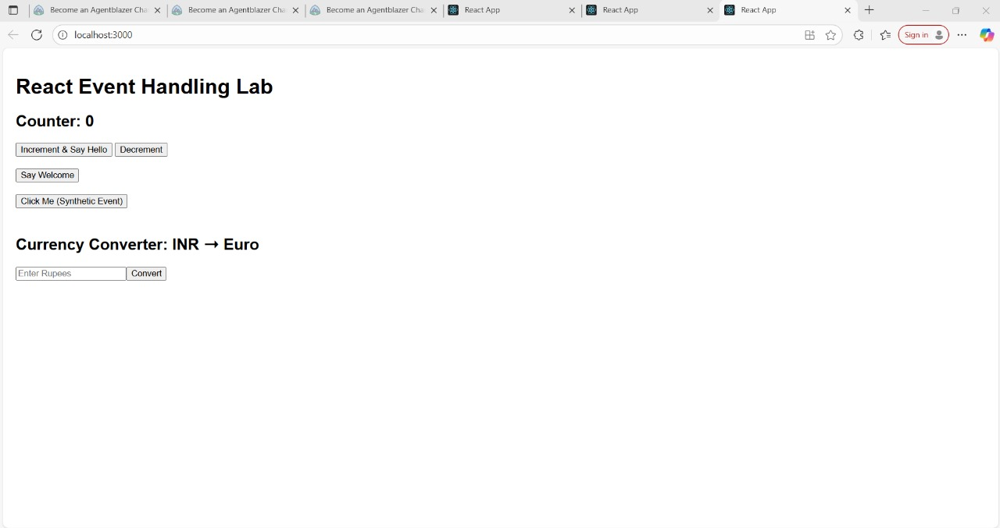 Become an Agentblazer Cha
Become an Agentblazer Cha
Become an Agentblazer Cha
React App
React App
React App
localhost:3000
Sign in
React Event Handling Lab
Counter: 0
Increment & Say Hello
Decrement
Say Welcome
Click Me (Synthetic Event)
Currency Converter: INR → Euro
Enter Rupees
Convert